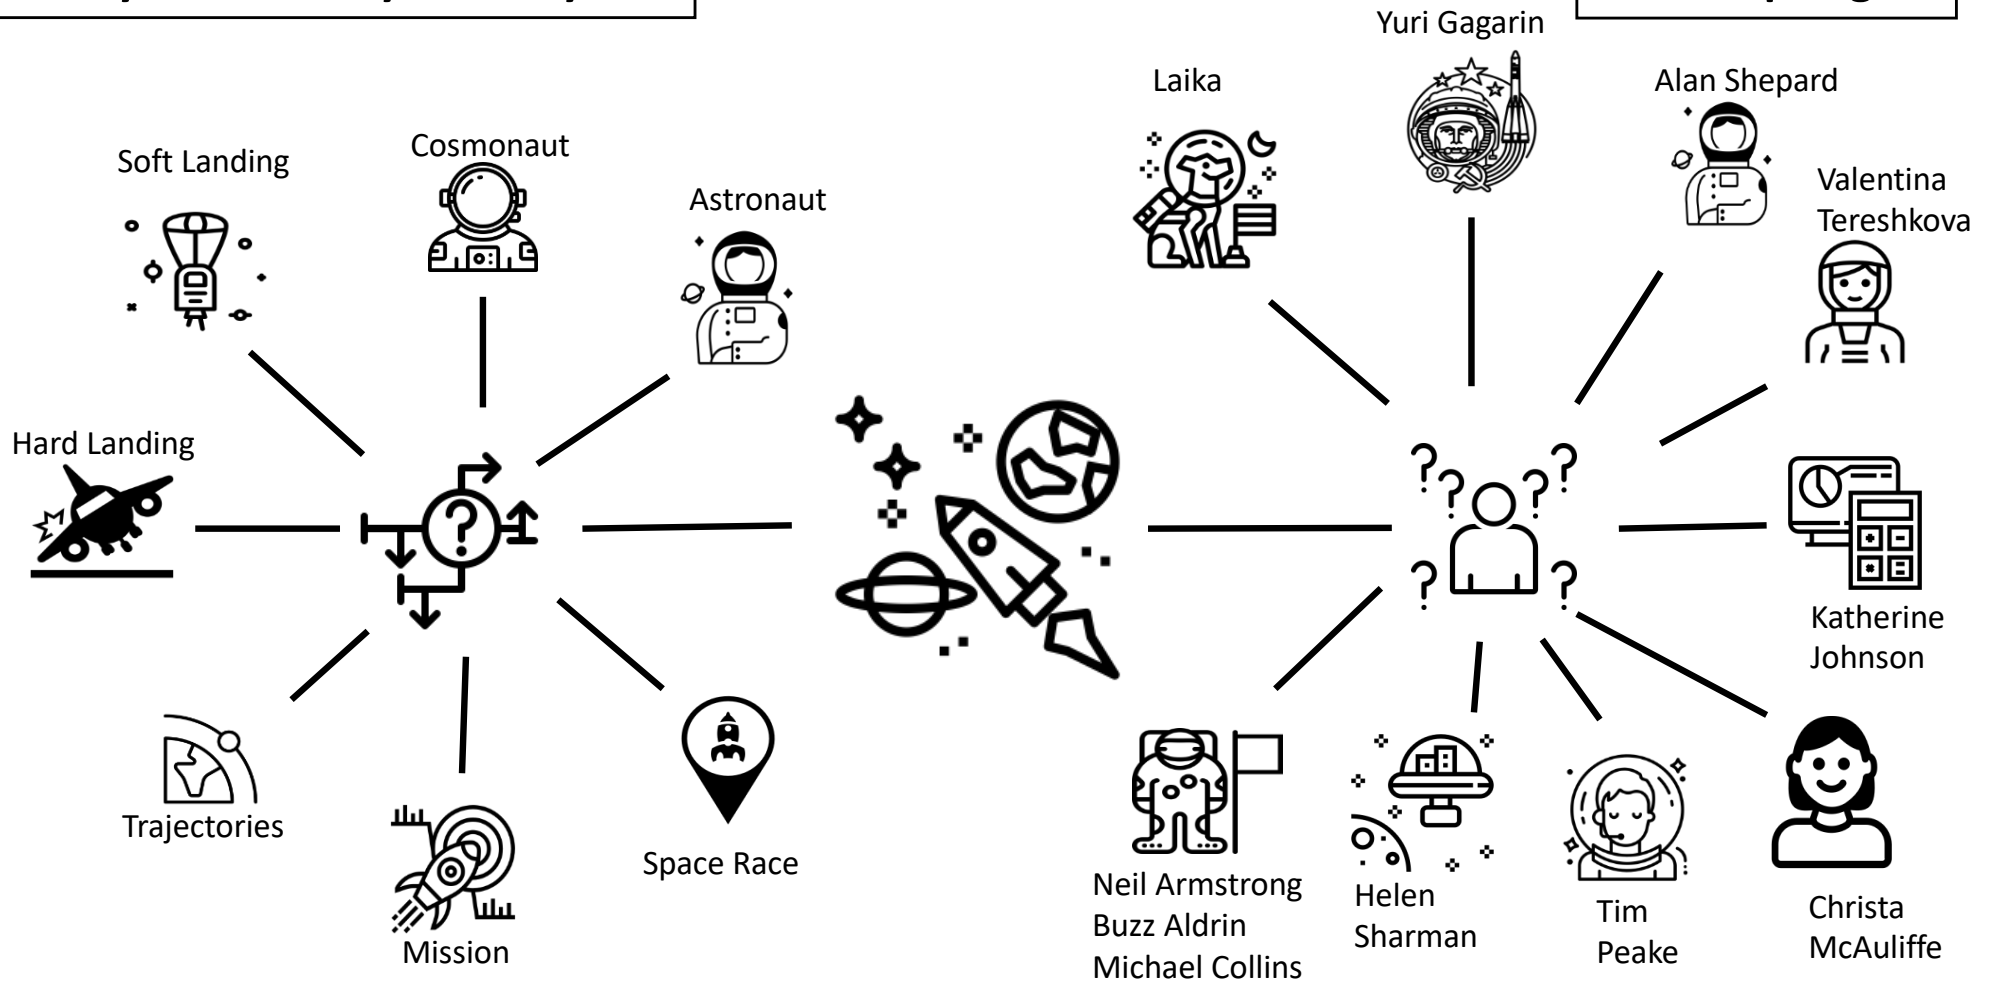 Yuri Gagarin
Laika
Alan Shepard
Cosmonaut
Soft Landing
Astronaut
Valentina
Tereshkova
Hard Landing
Katherine
Johnson
Trajectories
Space Race
Mission
Neil Armstrong
Buzz Aldrin
Michael Collins
Helen
Sharman
Tim
Peake
Christa
McAuliffe